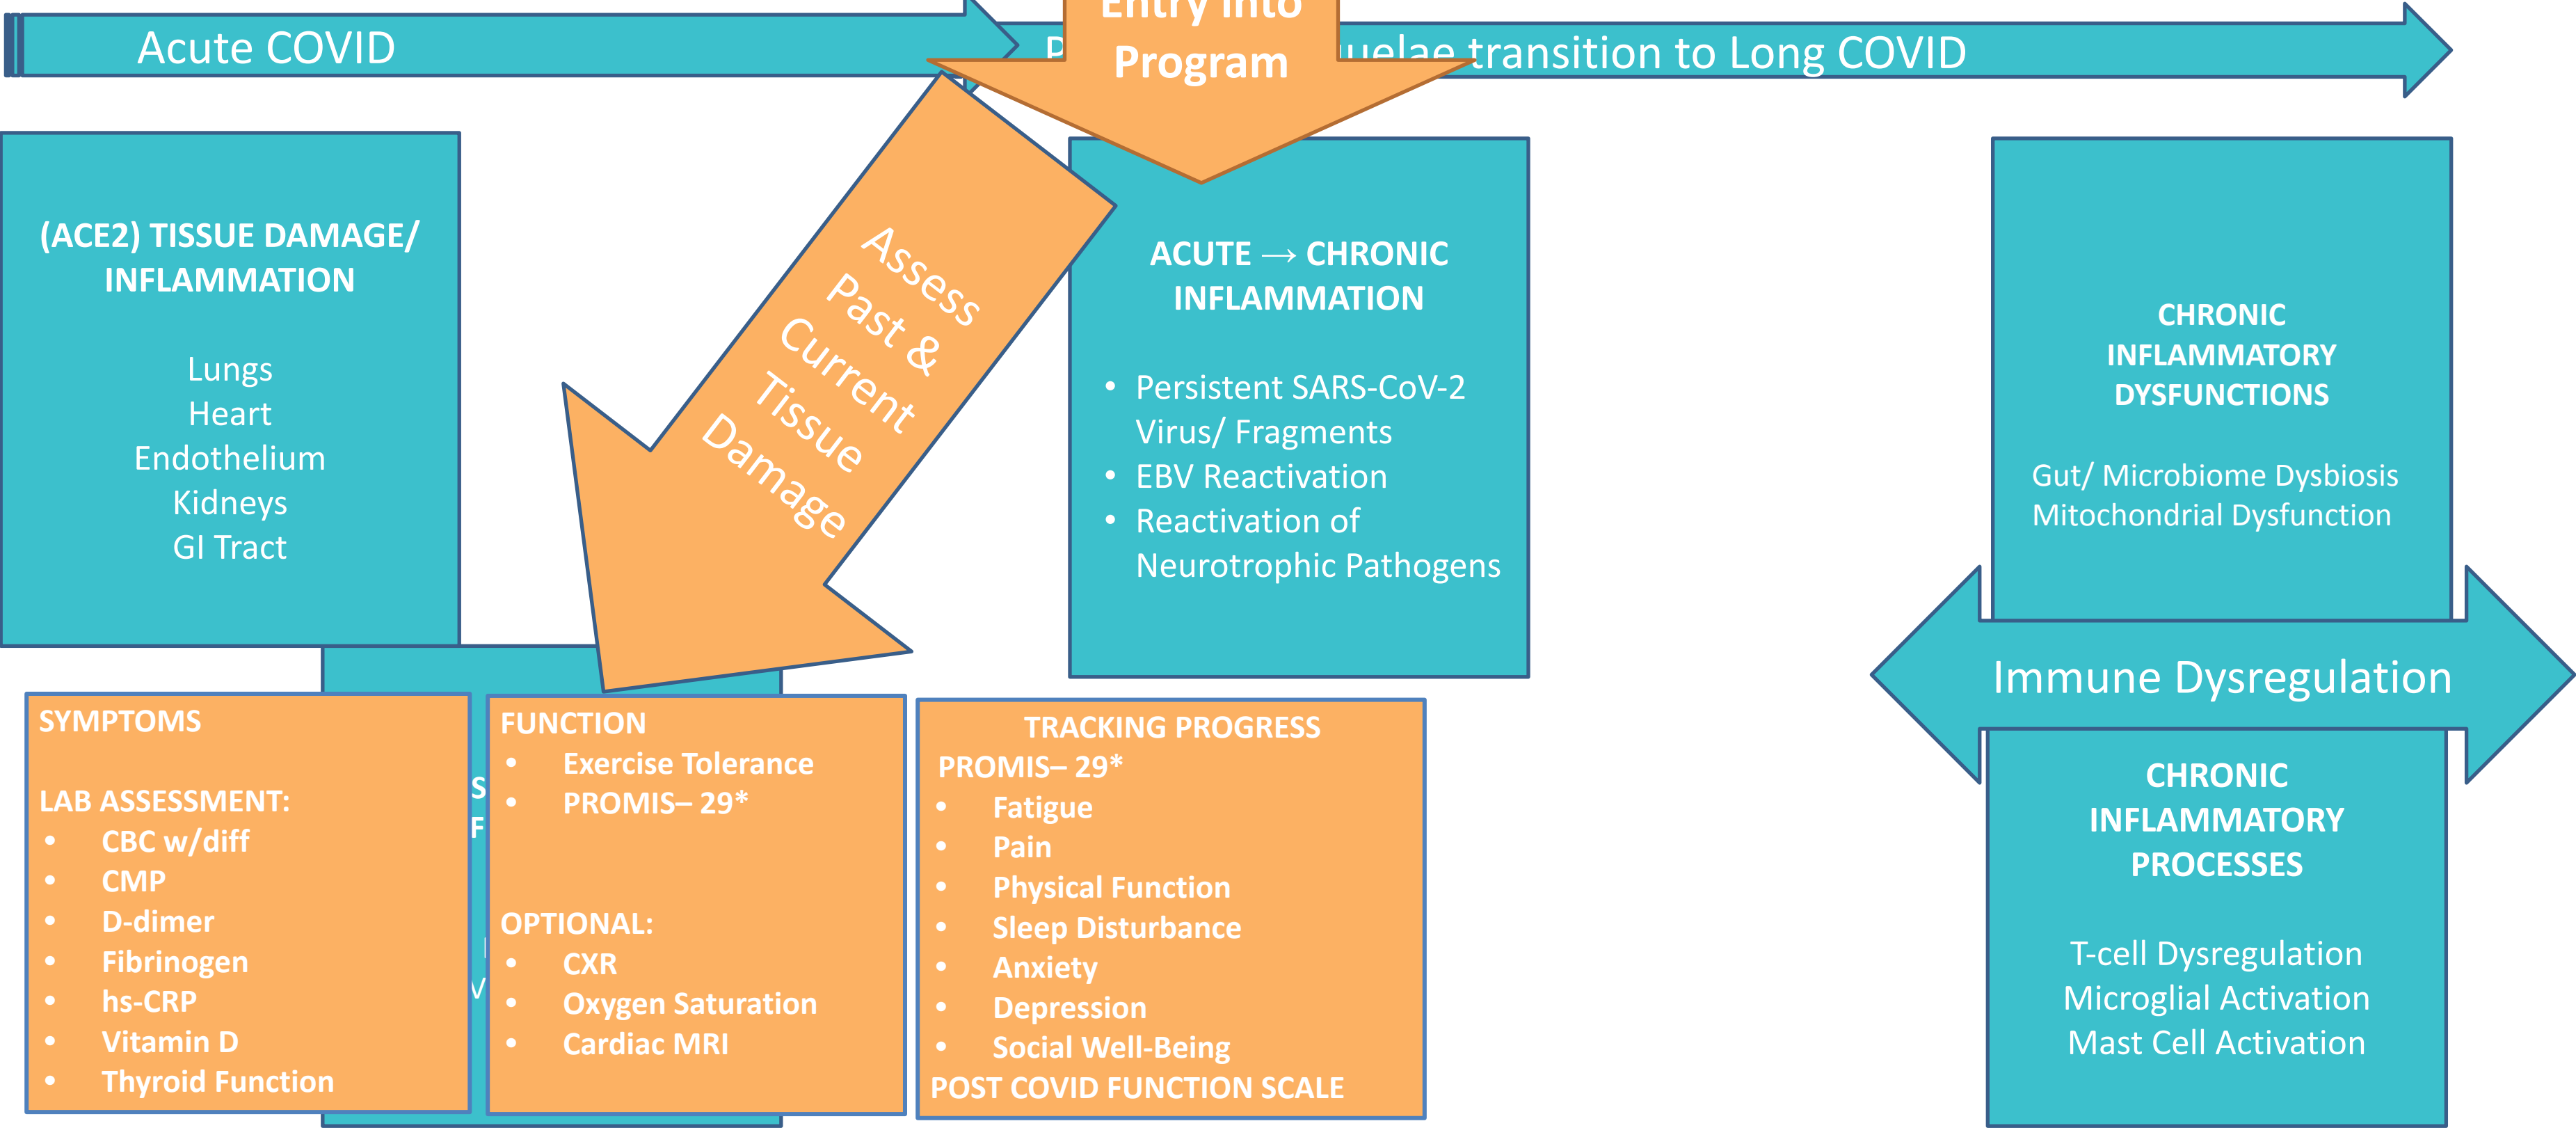 Acute COVID
Entry into
Program
transition to Long COVID
(ACE2) TISSUE DAMAGE/
INFLAMMATION
Lungs
Heart
Endothelium
Kidneys
GI Tract
Assess
Past &
Current
Tissue
Damage
ACUTE → CHRONIC
INFLAMMATION
• Persistent SARS-CoV-2
Virus/ Fragments
• EBV Reactivation
• Reactivation of
Neurotrophic Pathogens
CHRONIC
INFLAMMATORY
DYSFUNCTIONS
Gut/ Microbiome Dysbiosis
Mitochondrial Dysfunction
Immune Dysregulation
CHRONIC
INFLAMMATORY
PROCESSES
T-cell Dysregulation
Microglial Activation
Mast Cell Activation
SYMPTOMS
LAB ASSESSMENT:
• CBC w/diff
• CMP
• D-dimer
• Fibrinogen
• hs-CRP
• Vitamin D
• Thyroid Function
FUNCTION
• Exercise Tolerance
• PROMIS– 29*
OPTIONAL:
• CXR
• Oxygen Saturation
• Cardiac MRI
TRACKING PROGRESS
PROMIS– 29*
• Fatigue
• Pain
• Physical Function
• Sleep Disturbance
• Anxiety
• Depression
• Social Well-Being
POST COVID FUNCTION SCALE